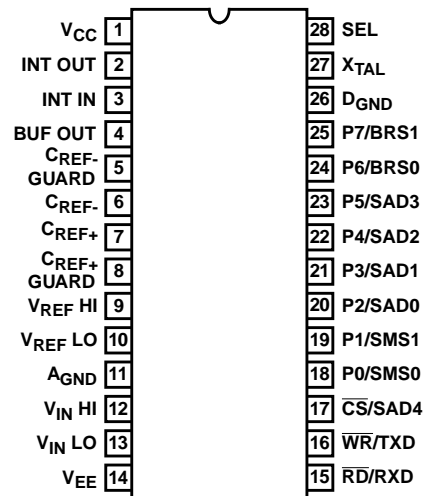 VCC 1
INT OUT 2
INT IN 3
BUF OUT 4
CREF-
GUARD 5
CREF- 6
CREF+ 7
CREF+
GUARD 8
VREF HI 9
VREF LO 10
AGND 11
VIN HI 12
VIN LO 13
VEE 14
28 SEL
27 XTAL
26 DGND
25 P7/BRS1
24 P6/BRS0
23 P5/SAD3
22 P4/SAD2
21 P3/SAD1
20 P2/SAD0
19 P1/SMS1
18 P0/SMS0
17 C̅S̅/SAD4
16 W̅R̅/TXD
15 R̅D̅/RXD